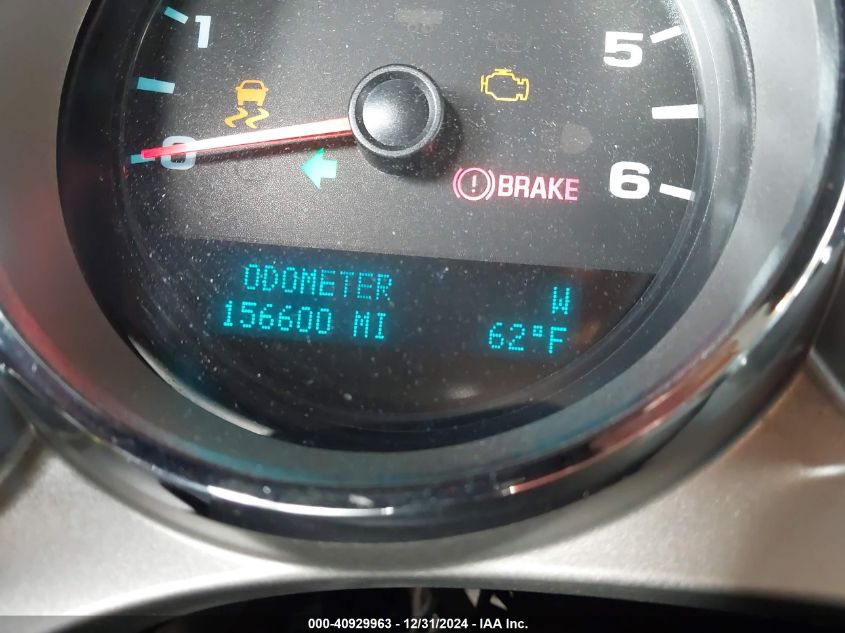 1
5
0
6
BRAKE
ODOMETER
156600 MI
W
62°F
000-40929963 - 12/31/2024 - IAA Inc.